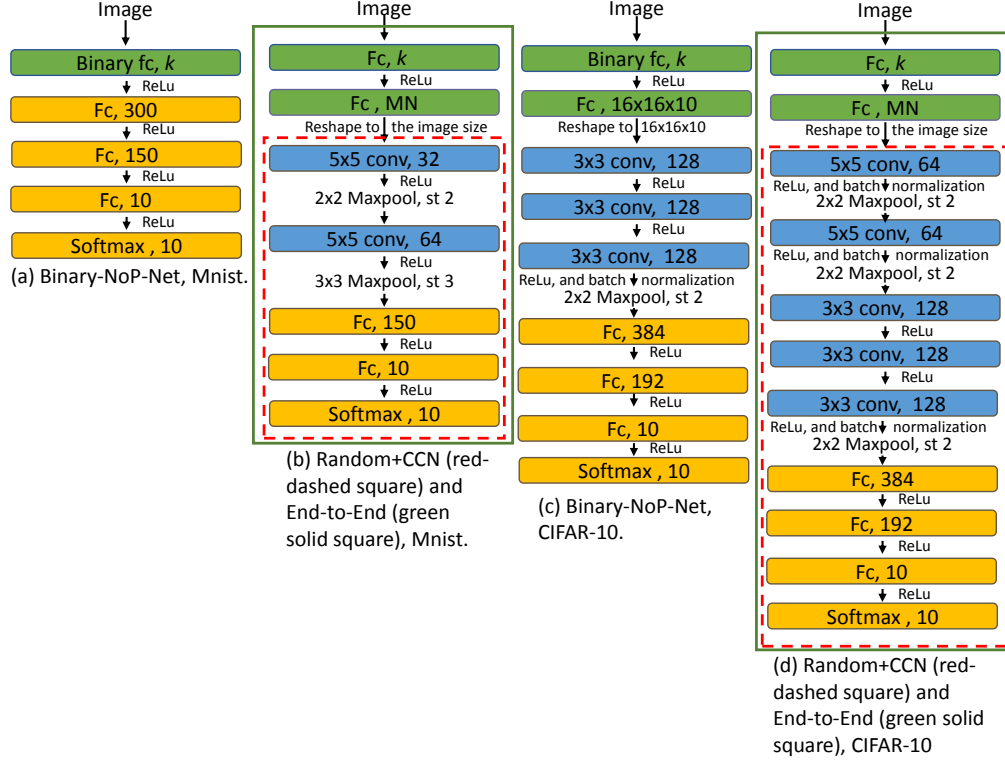 Image
Binary fc, k
ReLu
Fc, 300
ReLu
Fc, 150
ReLu
Fc, 10
ReLu
Softmax , 10
(a) Binary-NoP-Net, Mnist.
Image
Fc, k
ReLu
Fc , MN
Reshape to the image size
5x5 conv, 32
ReLu
2x2 Maxpool, st 2
5x5 conv, 64
ReLu
3x3 Maxpool, st 3
Fc, 150
ReLu
Fc, 10
ReLu
Softmax , 10
(b) Random+CCN (red-
dashed square) and
End-to-End (green
solid square), Mnist.
Image
Binary fc, k
ReLu
Fc , 16x16x10
Reshape to 16x16x10
3x3 conv, 128
ReLu
3x3 conv, 128
ReLu
3x3 conv, 128
ReLu, and batch normalization
2x2 Maxpool, st 2
Fc, 384
ReLu
Fc, 192
ReLu
Fc, 10
ReLu
Softmax , 10
(c) Binary-NoP-Net,
CIFAR-10.
Image
Fc, k
ReLu
Fc, MN
Reshape to the image size
5x5 conv, 64
ReLu, and batch normalization
2x2 Maxpool, st 2
5x5 conv, 64
ReLu, and batch normalization
2x2 Maxpool, st 2
3x3 conv, 128
ReLu
3x3 conv, 128
ReLu
3x3 conv, 128
ReLu, and batch normalization
2x2 Maxpool, st 2
Fc, 384
ReLu
Fc, 192
ReLu
Fc, 10
ReLu
Softmax , 10
(d) Random+CCN (red-
dashed square) and
End-to-End (green solid
square), CIFAR-10